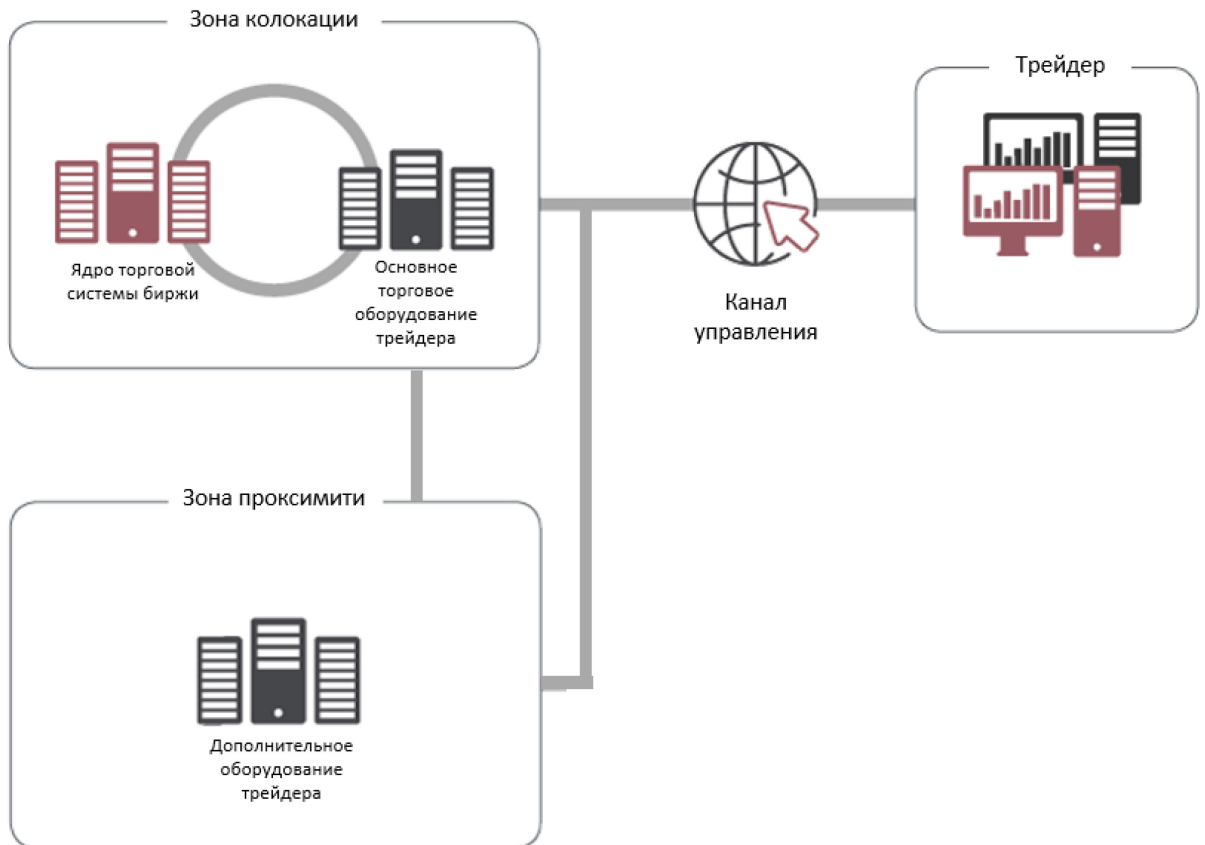 Зона колокации
Трейдер
Ядро торговой
системы биржи
Основное
торговое
оборудование
трейдера
Канал
управления
Зона проксимити
Дополнительное
оборудование
трейдера